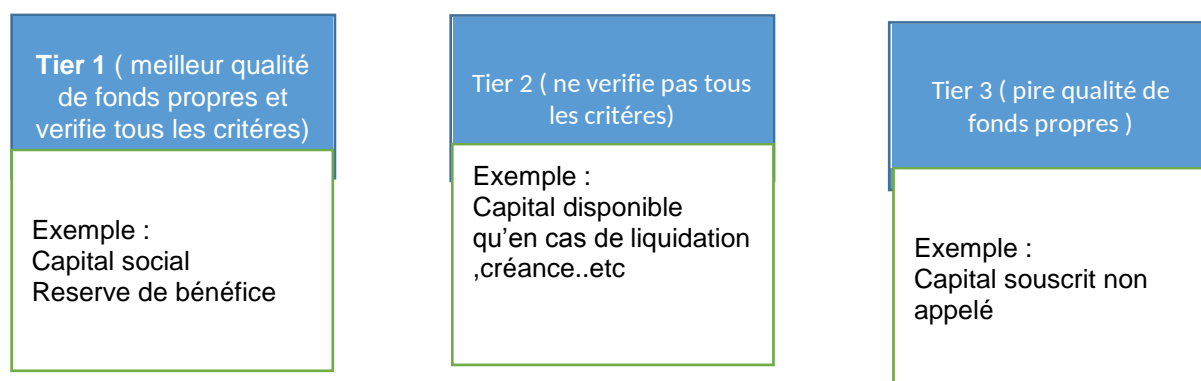 Tier 1 ( meilleur qualité
de fonds propres et
verifie tous les critéres)
Exemple :
Capital social
Reserve de bénéfice
Tier 2 ( ne verifie pas tous
les critéres)
Exemple :
Capital disponible
qu'en cas de liquidation
,créance..etc
Tier 3 ( pire qualité de
fonds propres )
Exemple :
Capital souscrit non
appelé